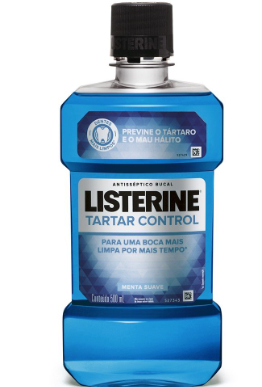 LISTERINE
PREVINE O TÁRTARO
E O MAU HÁLITO
ANTISSÉPTICO BUCAL
LISTERINE
TARTAR CONTROL
PARA UMA BOCA MAIS
LIMPA POR MAIS TEMPO*
MENTA SUAVE
Conteúdo 500 ml